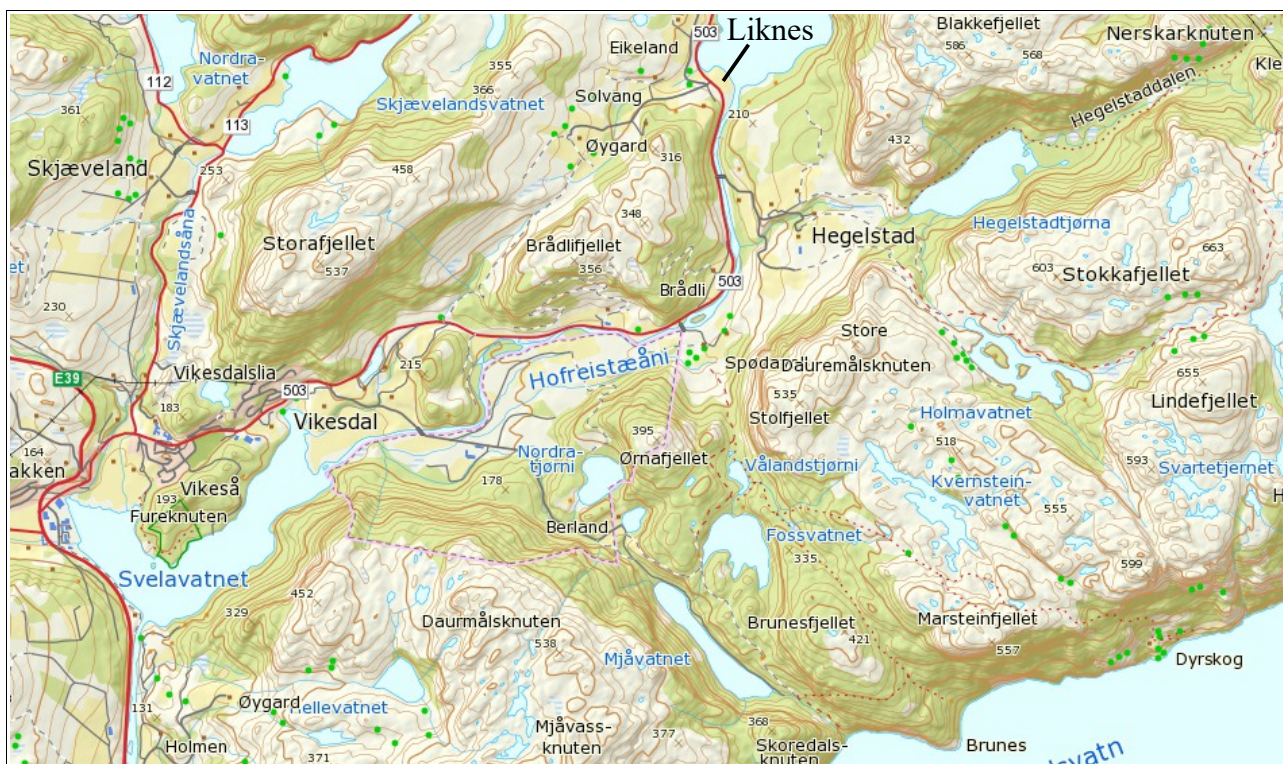 503
Liknes
Blakkefjellet
586
568
Nerskarknuten
Kle
Eikeland
Nordra-
vatnet
112
355
366
Skjævelandsvatnet
Solvang
361
113
210
Hegelstaddalen
432
Øygard
316
Skjæveland
253
458
Storafjellet
537
348
Brådlifjellet
356
Hegelstad
Hegelstadtjørna
663
603
Stokkafjellet
et
Skjævelandsåna
230
Brådli
503
Store
Dauremålsknuten
Spødar
Hofreistæåni
E39
Vikesdalslia
215
503
183
535
Stolfjellet
655
Lindefjellet
Holmavatnet
518
Vikesdal
164
akken
395
Ørnafjellet
Nordra-
tjørni
178
Vålandstjørni
Kvernstein-
vatnet
593
Svartetjernet
H
Vikeså
193
Fureknuten
555
Berland
Fossvatnet
335
599
Svelavatnet
452
329
Daurmålsknuten
538
Brunesfjellet
421
Marsteinfjellet
557
Mjåvatnet
Dyrskog
Øygard
Hellevatnet
131
Holmen
371
Mjåvass-
knuten
377
368
Skoredals-
knuten
Brunes
dsvatn